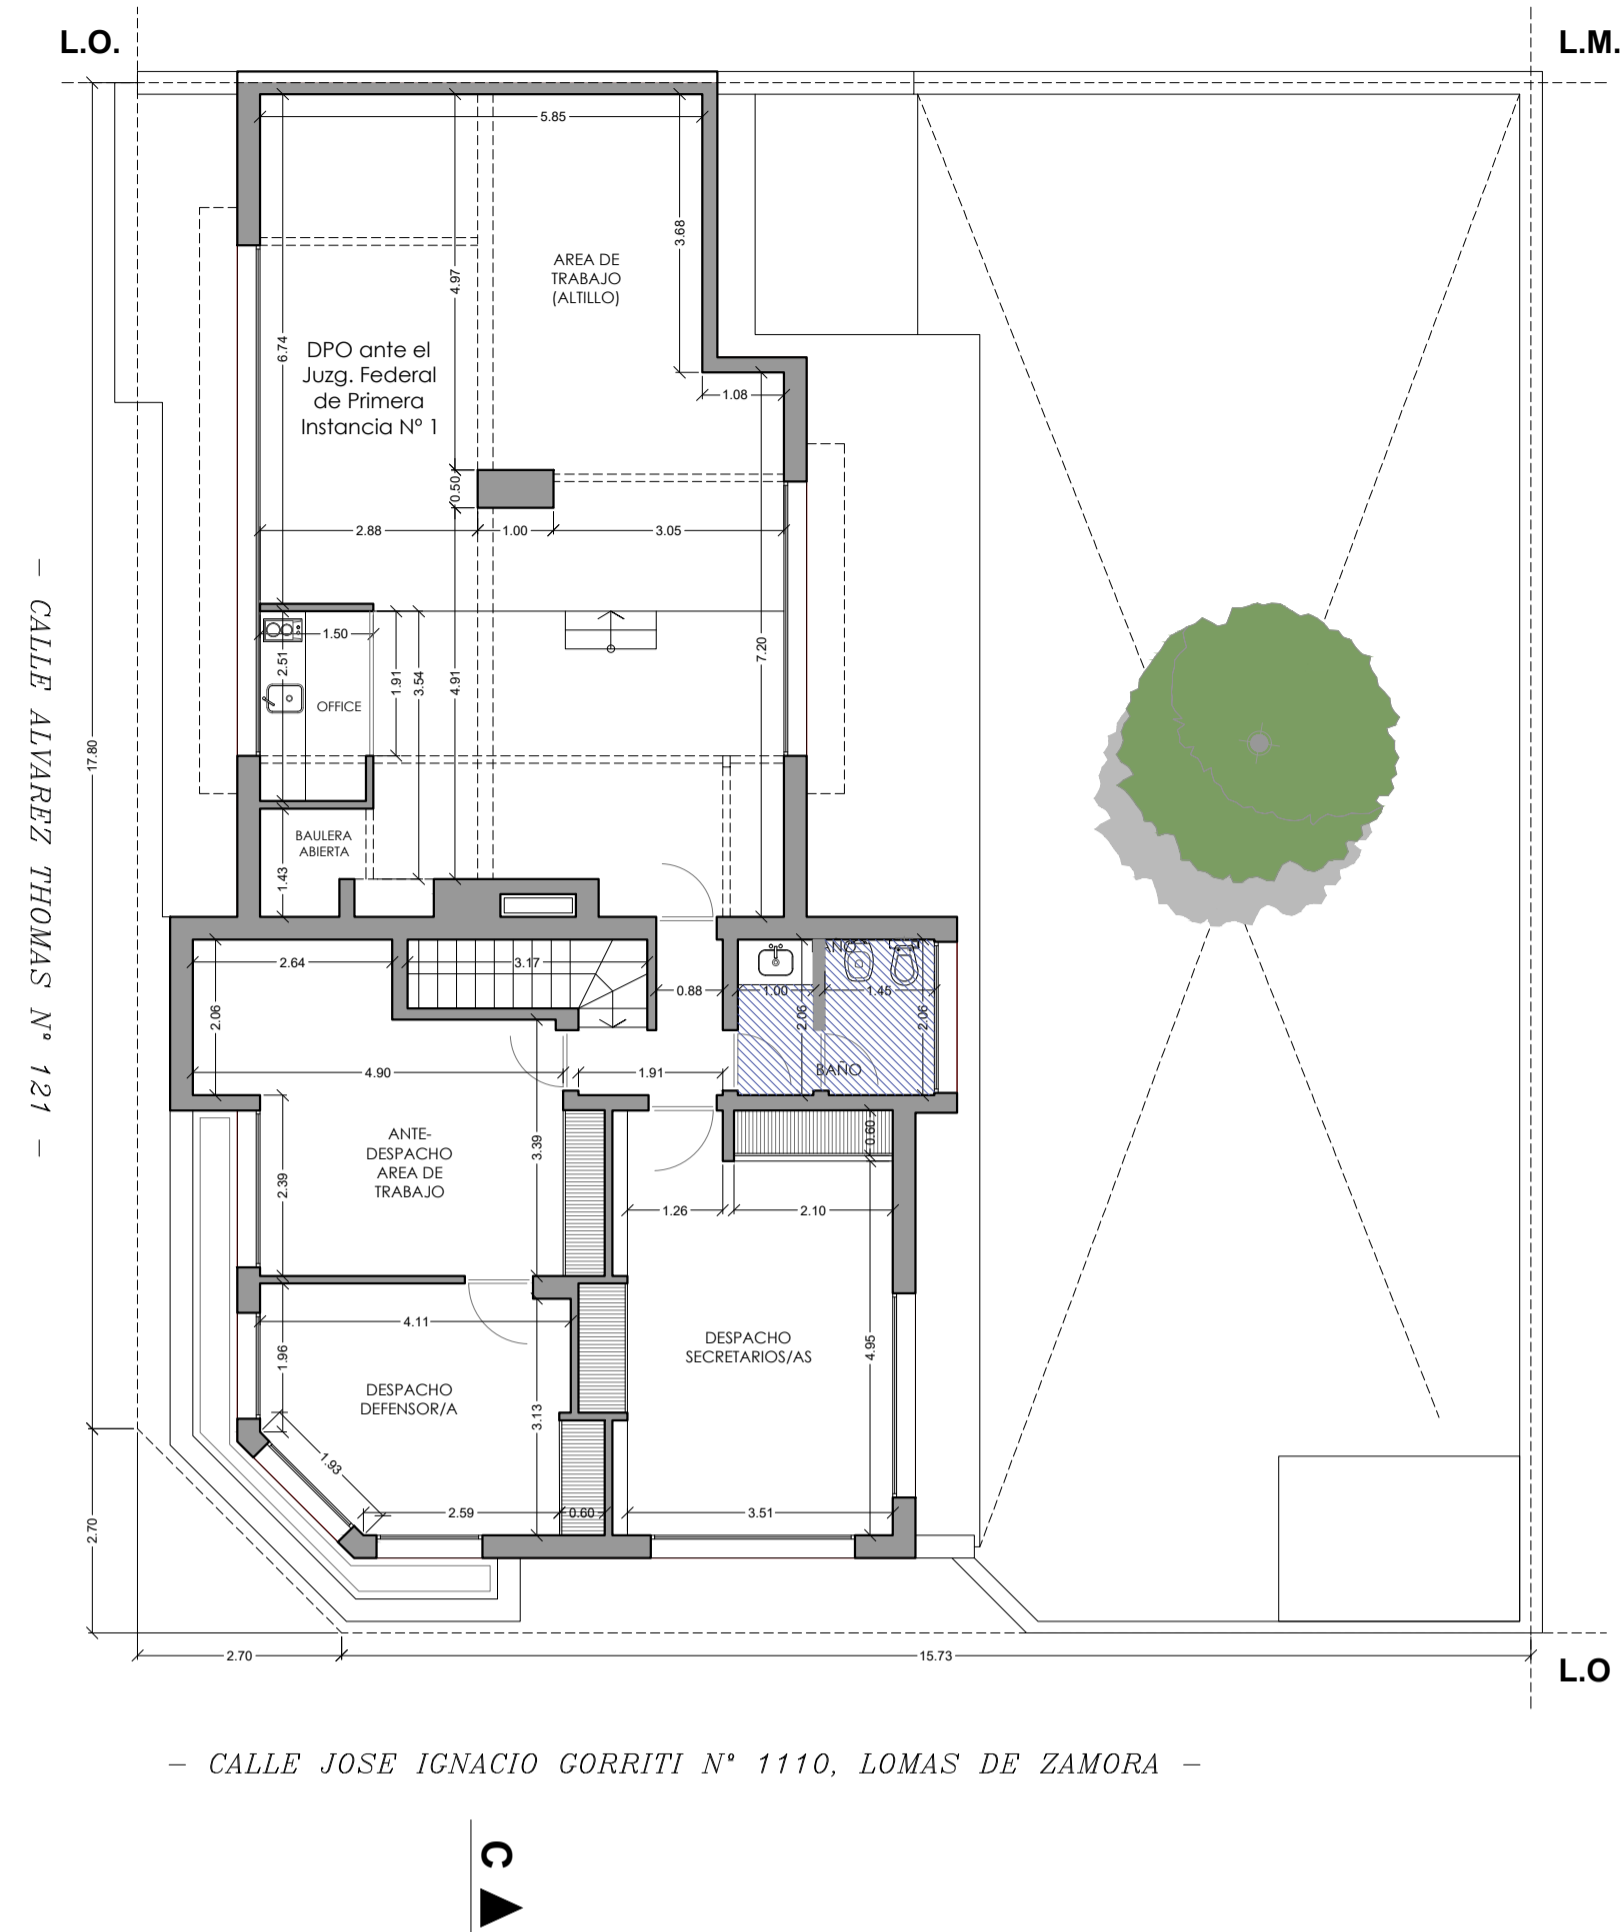 L.O.
L.M.
5.85
3.68
4.97
6.74
AREA DE
TRABAJO
(ALTILLO)
DPO ante el
Juzg. Federal
de Primera
Instancia Nº 1
1.08
0.50
2.88
1.00
3.05
1.50
2.51
1.91
3.54
4.91
7.20
OFFICE
17.80
- CALLE ALVAREZ THOMAS Nº 121 -
BAULERA
ABIERTA
1.43
2.64
3.17
0.88
1.00
1.45
2.06
2.06
2.06
4.90
1.91
BAÑO
ANTE-
DESPACHO
AREA DE
TRABAJO
3.39
2.39
0.60
1.26
2.10
4.11
1.96
DESPACHO
SECRETARIOS/AS
4.95
DESPACHO
DEFENSOR/A
3.13
1.93
2.59
0.60
3.51
2.70
2.70
15.73
L.O
- CALLE JOSE IGNACIO GORRITI Nº 1110, LOMAS DE ZAMORA -
C